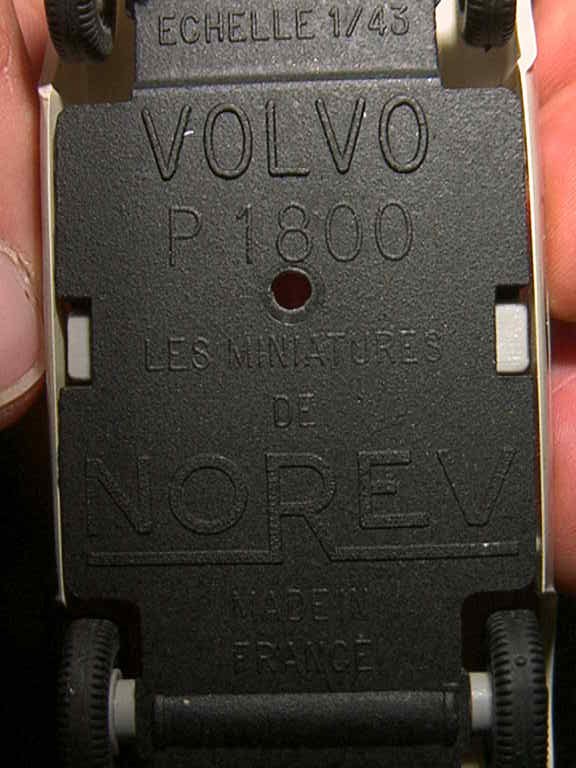 ECHELLE 1/43
VOLVO
P 1800
LES MINIATURES
DE
NOREV
MADE IN
FRANCE